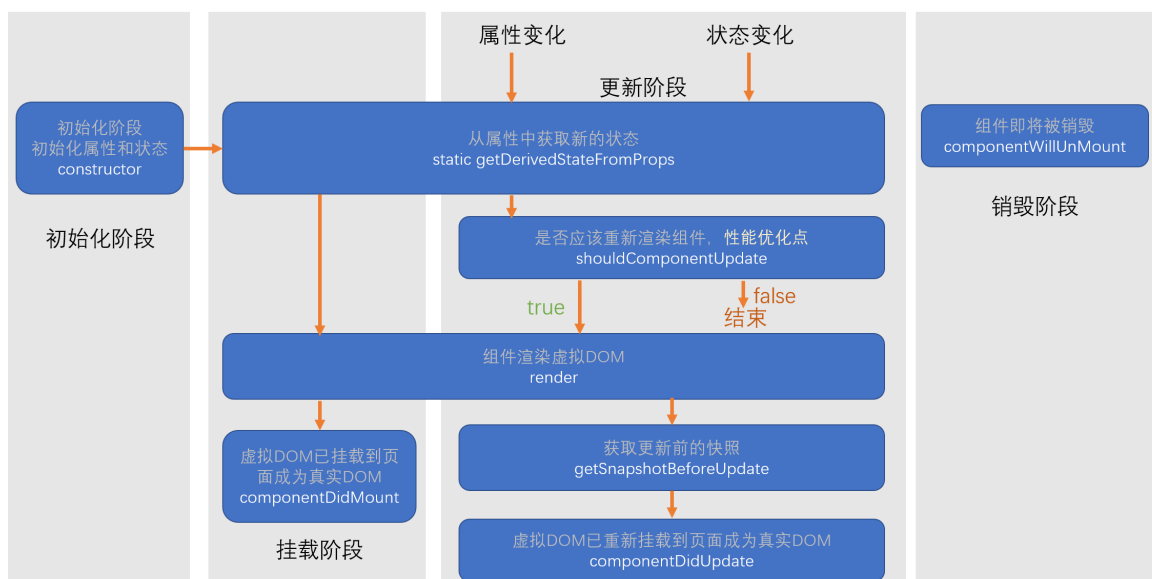 属性变化
状态变化
更新阶段
初始化阶段
初始化属性和状态
constructor
初始化阶段
从属性中获取新的状态
static getDerivedStateFromProps
是否应该重新渲染组件，性能优化点
shouldComponentUpdate
true
false
结束
组件渲染虚拟DOM
render
虚拟DOM已挂载到页
面成为真实DOM
componentDidMount
挂载阶段
获取更新前的快照
getSnapshotBeforeUpdate
虚拟DOM已重新挂载到页面成为真实DOM
componentDidUpdate
组件即将被销毁
componentWillUnMount
销毁阶段